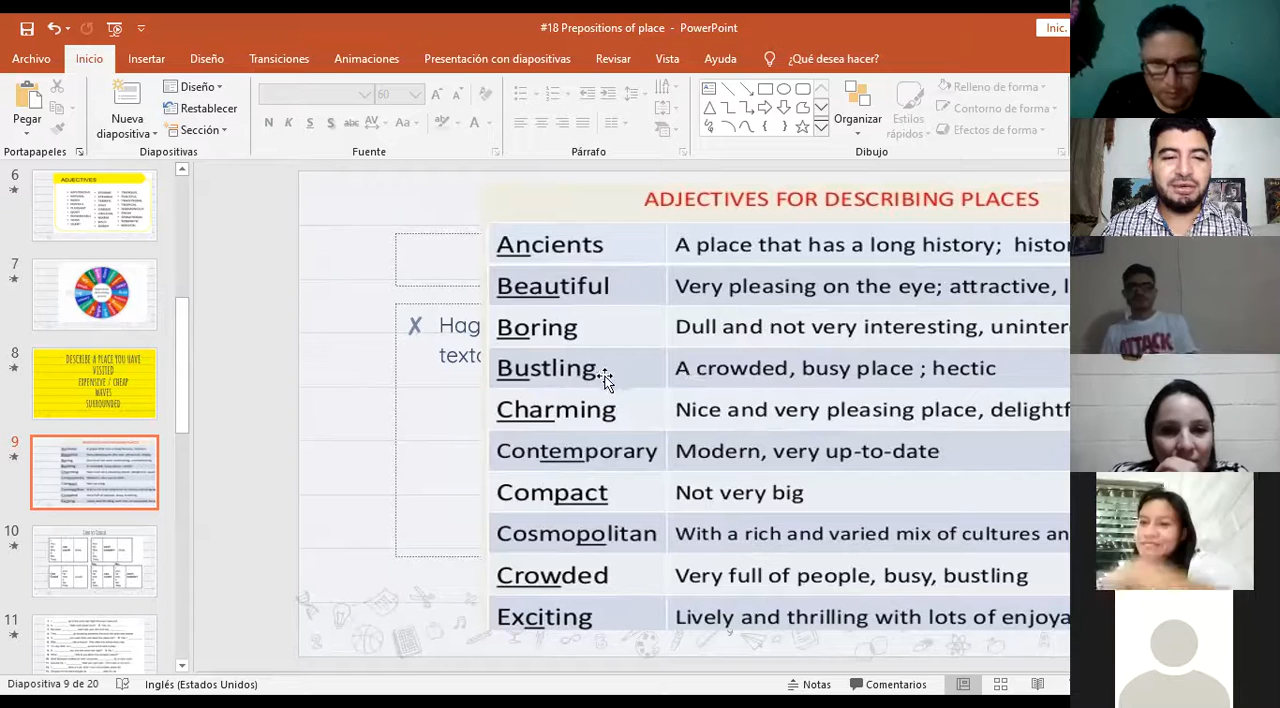 #18 Prepositions of place - PowerPoint
Inic.
Archivo Inicio Insertar Diseño Transiciones Animaciones Presentación con diapositivas Revisar Vista Ayuda ¿Qué desea hacer?
Pegar
Nueva diapositiva
Diseño
Restablecer
Sección
60
N K S S abc AV Aa
A A
Organizar
Estilos rápidos
Relleno de forma
Contorno de forma
Efectos de forma
Portapapeles Diapositivas Fuente Párrafo Dibujo
6
ADJECTIVES
7
8
DESCRIBE A PLACE YOU HAVE
VISITED
EXPENSIVE / CHEAP
WAVES
SURROUNDED
9
10
11
ADJECTIVES FOR DESCRIBING PLACES
Ancients A place that has a long history; histor
Beautiful Very pleasing on the eye; attractive, l
Boring Dull and not very interesting, uninter
Bustling A crowded, busy place ; hectic
Charming Nice and very pleasing place, delightf
Contemporary Modern, very up-to-date
Compact Not very big
Cosmopolitan With a rich and varied mix of cultures an
Crowded Very full of people, busy, bustling
Exciting Lively and thrilling with lots of enjoya
Hag
texto
Diapositiva 9 de 20 Inglés (Estados Unidos) Notas Comentarios